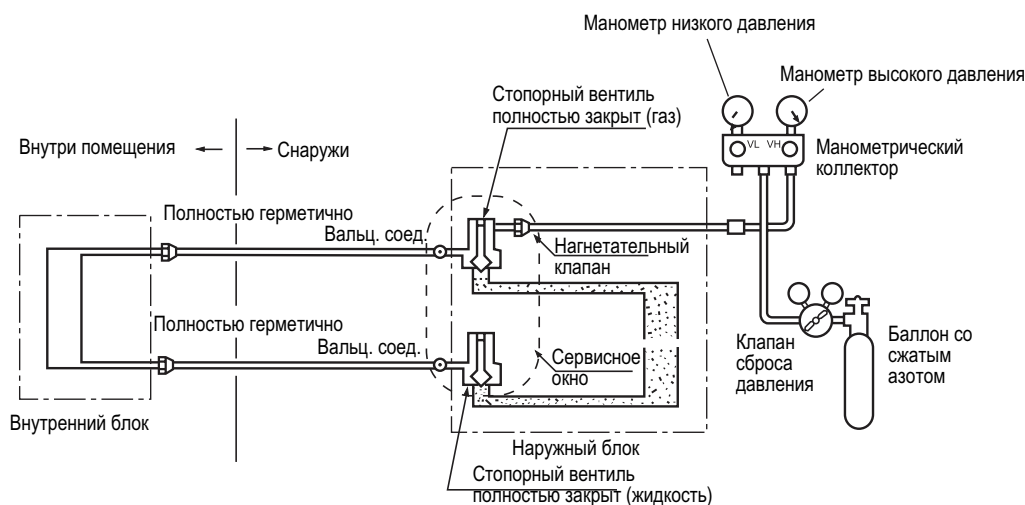 Манометр низкого давления
Манометр высокого давления
Стопорный вентиль
полностью закрыт (газ)
Внутри помещения
Снаружи
VL VH
Манометрический
коллектор
Полностью герметично
Вальц. соед.
Нагнетательный
клапан
Полностью герметично
Вальц. соед.
Сервисное
окно
Клапан
сброса
давления
Баллон со
сжатым
азотом
Внутренний блок
Наружный блок
Стопорный вентиль
полностью закрыт (жидкость)